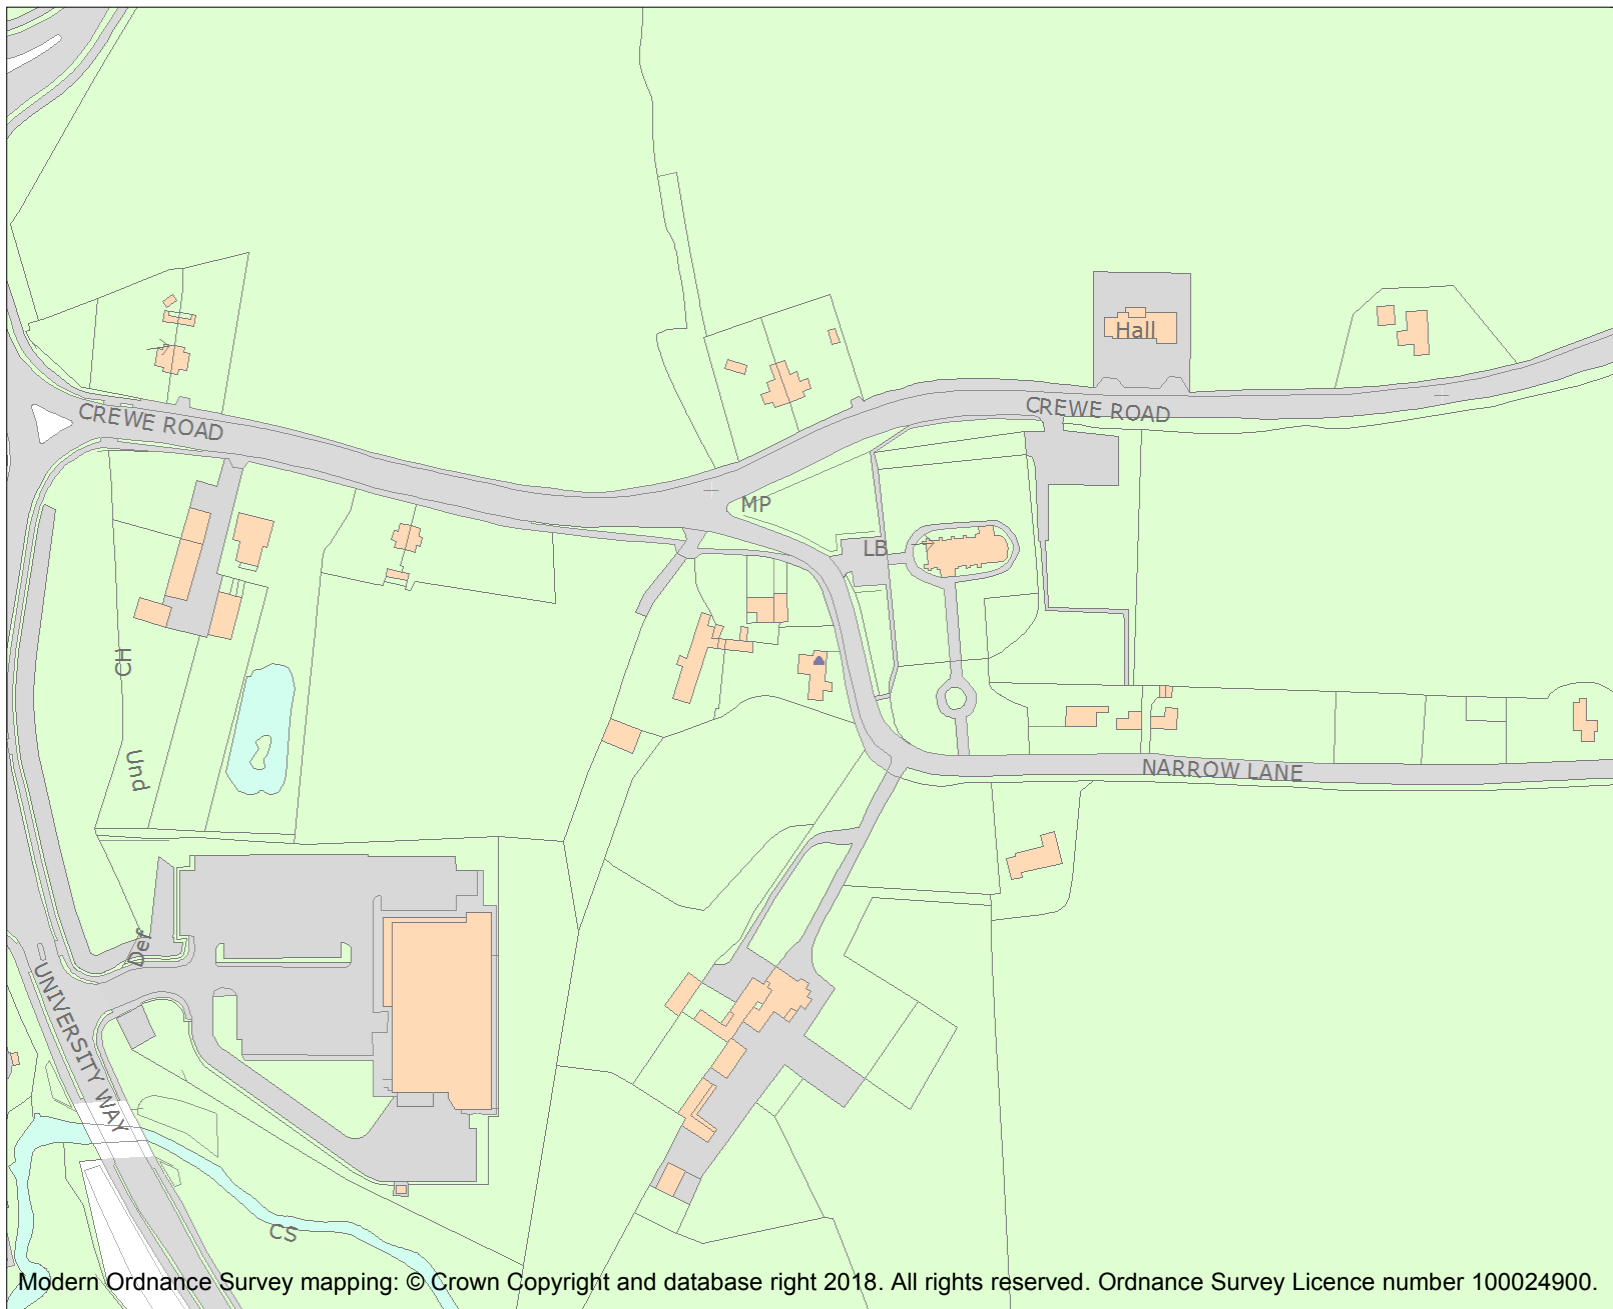 Hall
CREWE ROAD
CREWE ROAD
MP
LB
CH
Und
NARROW LANE
Def
UNIVERSITY WAY
CS
Modern Ordnance Survey mapping: © Crown Copyright and database right 2018. All rights reserved. Ordnance Survey Licence number 100024900.